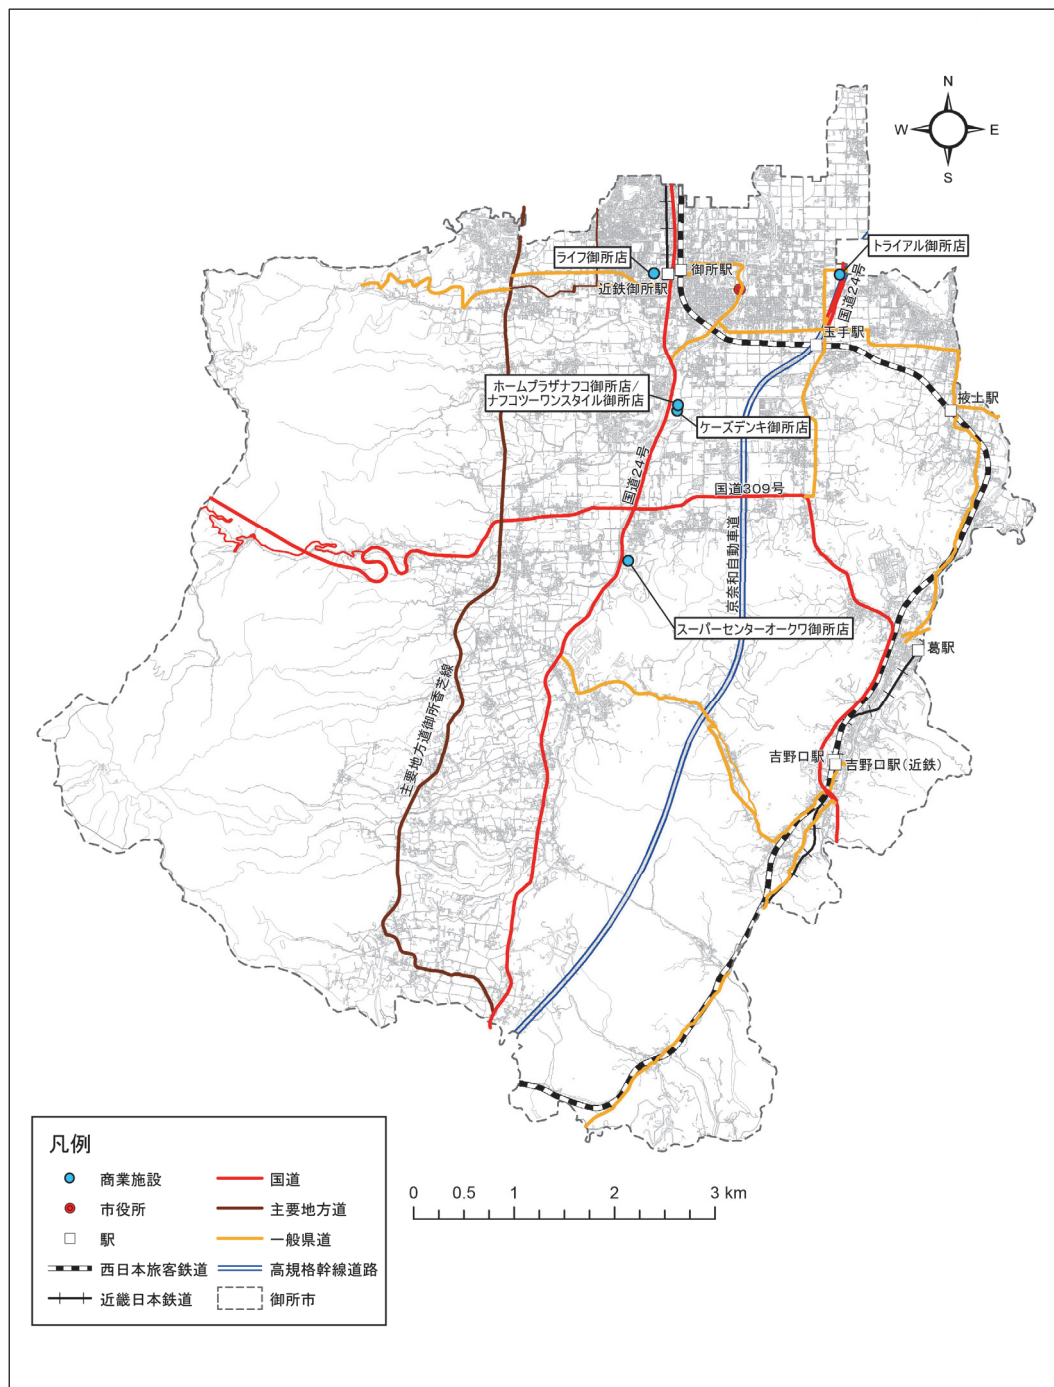 N
W
E
S
トライアル御所店
ライフ御所店
御所駅
近鉄御所駅
国道24号
玉手駅
ホームプラザナフコ御所店/
ナフコツーワンスタイル御所店
掖上駅
ケーズデンキ御所店
国道24号
国道309号
京奈和自動車道
スーパーセンターオークワ御所店
葛駅
主要地方道御所香芝線
吉野口駅
吉野口駅(近鉄)
凡例
商業施設
国道
市役所
主要地方道
駅
一般県道
西日本旅客鉄道
高規格幹線道路
近畿日本鉄道
御所市
0 0.5 1 2 3 km